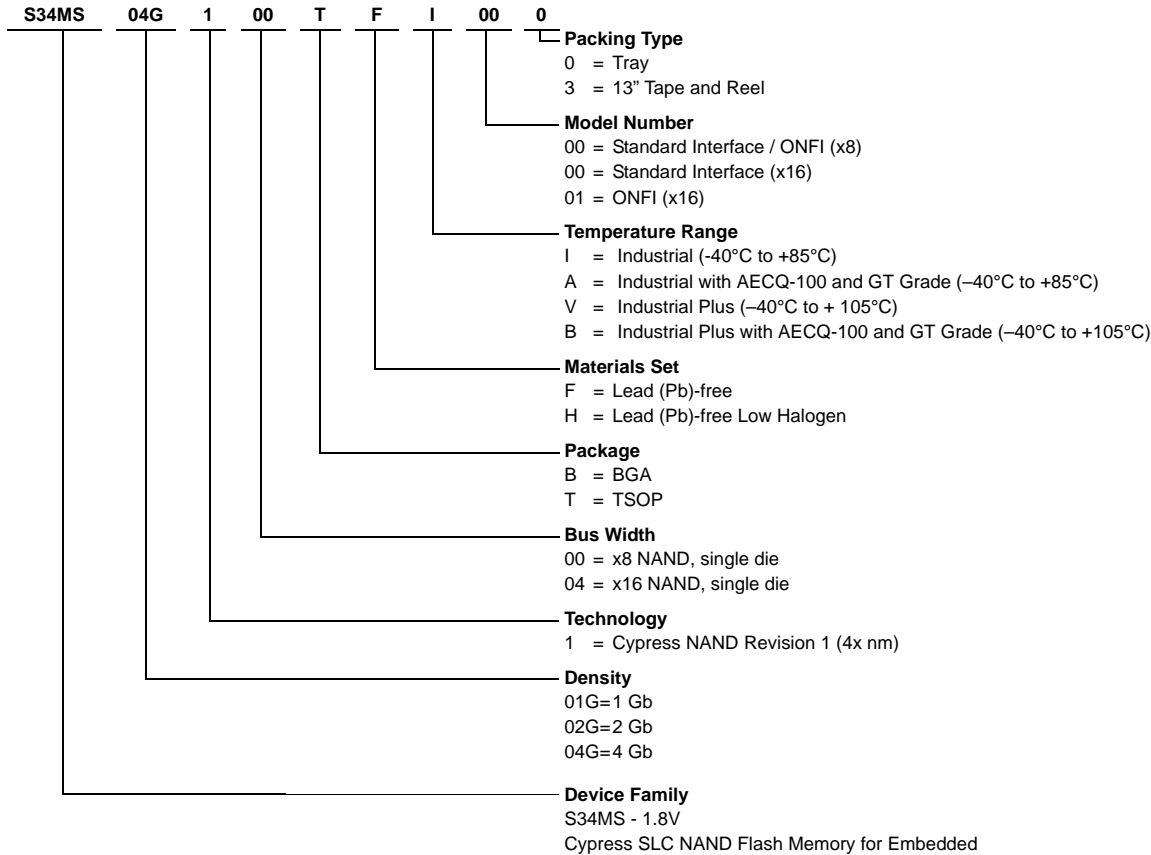 S34MS 04G 1 00 T F I 00 0
Packing Type
0 = Tray
3 = 13” Tape and Reel
Model Number
00 = Standard Interface / ONFI (x8)
00 = Standard Interface (x16)
01 = ONFI (x16)
Temperature Range
I = Industrial (-40°C to +85°C)
A = Industrial with AECQ-100 and GT Grade (–40°C to +85°C)
V = Industrial Plus (–40°C to + 105°C)
B = Industrial Plus with AECQ-100 and GT Grade (–40°C to +105°C)
Materials Set
F = Lead (Pb)-free
H = Lead (Pb)-free Low Halogen
Package
B = BGA
T = TSOP
Bus Width
00 = x8 NAND, single die
04 = x16 NAND, single die
Technology
1 = Cypress NAND Revision 1 (4x nm)
Density
01G=1 Gb
02G=2 Gb
04G=4 Gb
Device Family
S34MS - 1.8V
Cypress SLC NAND Flash Memory for Embedded